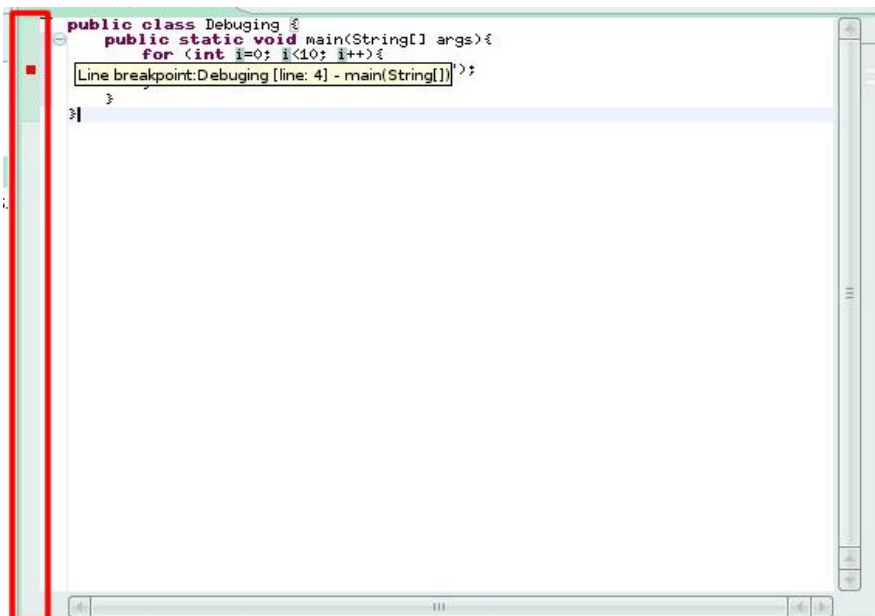 public class Debuging {
public static void main(String[] args){
for (int i=0; i<10; i++){
Line breakpoint:Debuging [line: 4] - main(String[])
");
}
}